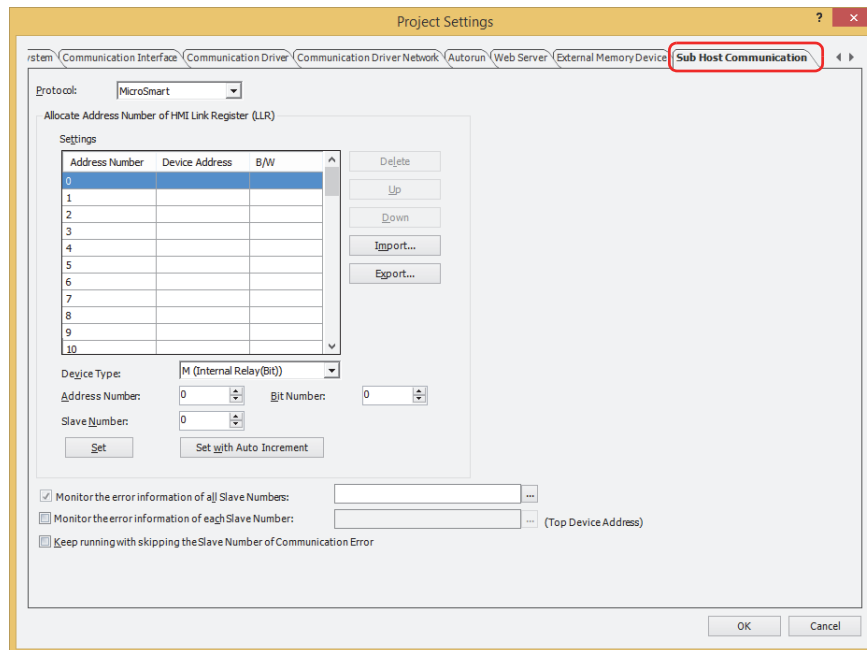 Project Settings
? ×
ystem Communication Interface Communication Driver Communication Driver Network Autorun Web Server External Memory Device Sub Host Communication
Protocol: MicroSmart
Allocate Address Number of HMI Link Register (LLR)
Settings
Address Number Device Address B/W
0
1
2
3
4
5
6
7
8
9
10
Delete
Up
Down
Import...
Export...
Device Type: M (Internal Relay(Bit))
Address Number: 0 Bit Number: 0
Slave Number: 0
Set Set with Auto Increment
Monitor the error information of all Slave Numbers: ...
Monitor the error information of each Slave Number: ... (Top Device Address)
Keep running with skipping the Slave Number of Communication Error
OK Cancel